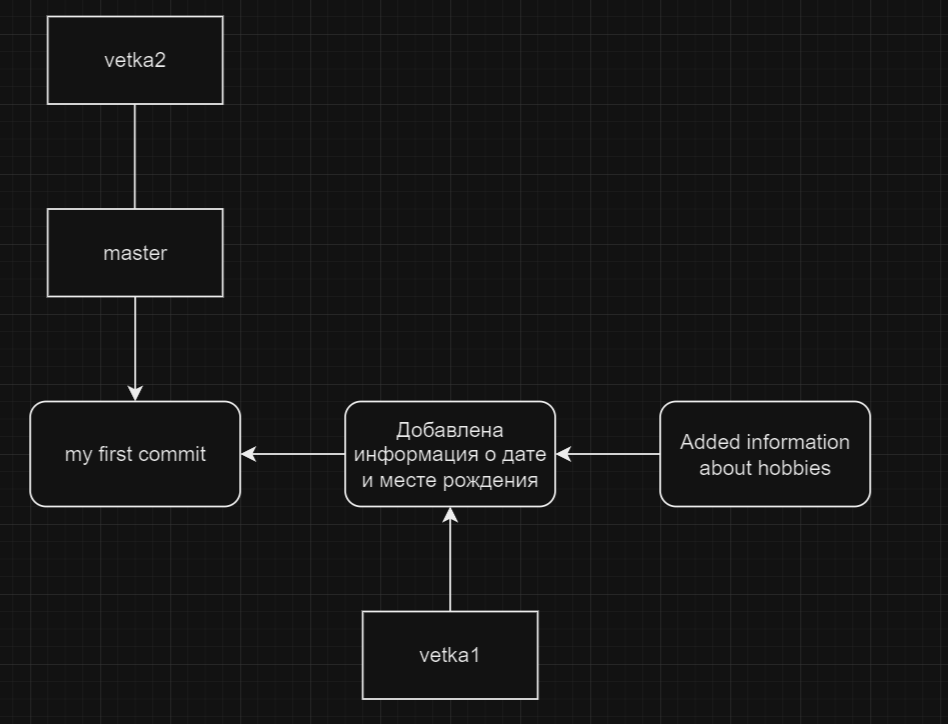 vetka2
master
my first commit
Добавлена
информация о дате
и месте рождения
Added information
about hobbies
vetka1